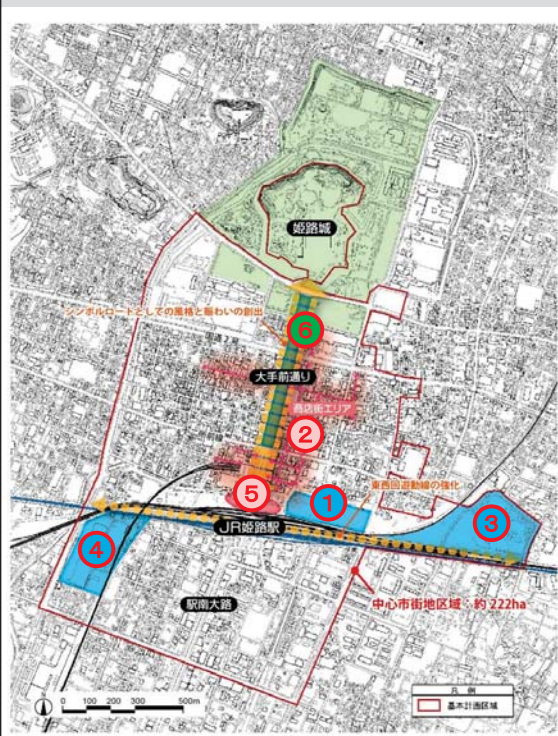 姫路城
シンボルロードとしての風格と賑わいの創出
⑥
大手前通り
商店街エリア
②
⑤
①
東西回遊動線の強化
③
JR姫路駅
④
中心市街地区域:約 222ha
駅南大路
0 100 200 300 500m
凡 例
基本計画区域